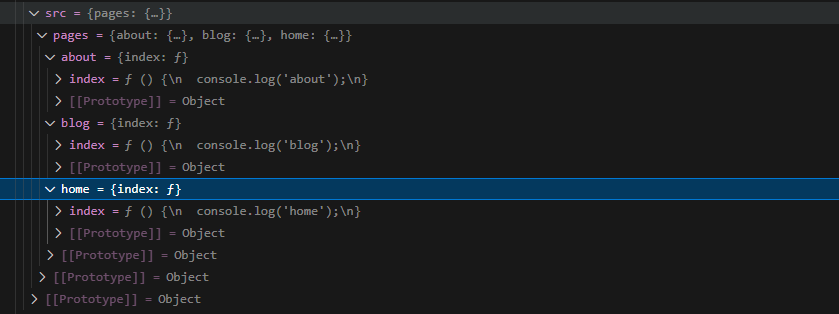 src = {pages: {…}}
pages = {about: {…}, blog: {…}, home: {…}}
about = {index: ƒ}
index = ƒ () {\n  console.log('about');\n}
[[Prototype]] = Object
blog = {index: ƒ}
index = ƒ () {\n  console.log('blog');\n}
[[Prototype]] = Object
home = {index: ƒ}
index = ƒ () {\n  console.log('home');\n}
[[Prototype]] = Object
[[Prototype]] = Object
[[Prototype]] = Object
[[Prototype]] = Object